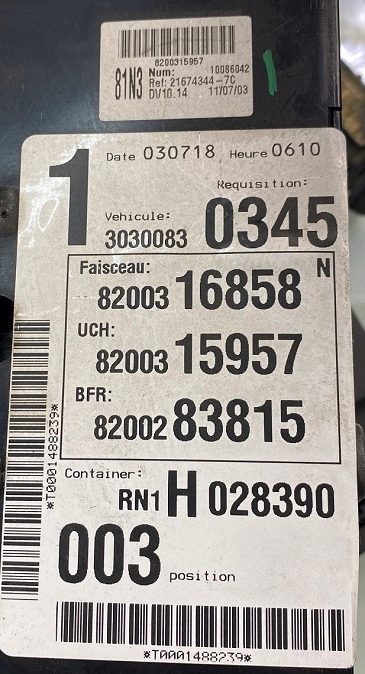 8200315957
81N3 Num: 10086042
Ref: 21674344-7C
DV10.14 11/07/03
1 Date 030718 Heure 0610
Requisition:
Vehicule:
3030083 0345
Faisceau: N
82003 16858
UCH:
82003 15957
BFR:
82002 83815
*T0001488239*
Container:
RN1 H 028390
003 position
*T0001488239*